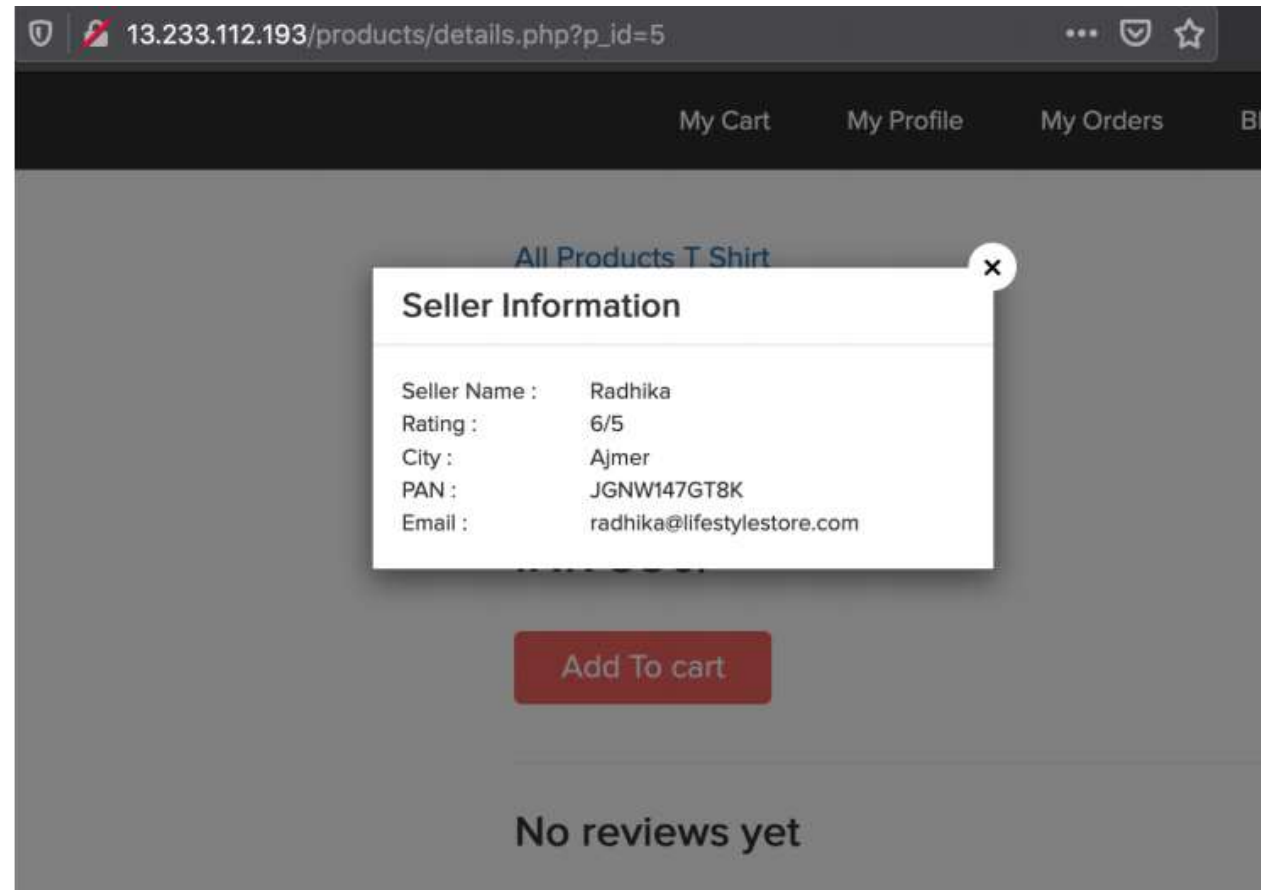 13.233.112.193/products/details.php?p_id=5
My Cart My Profile My Orders
All Products T Shirt
Seller Information
Seller Name : Radhika
Rating : 6/5
City : Ajmer
PAN : JGNW147GT8K
Email : radhika@lifestylestore.com
Add To cart
No reviews yet